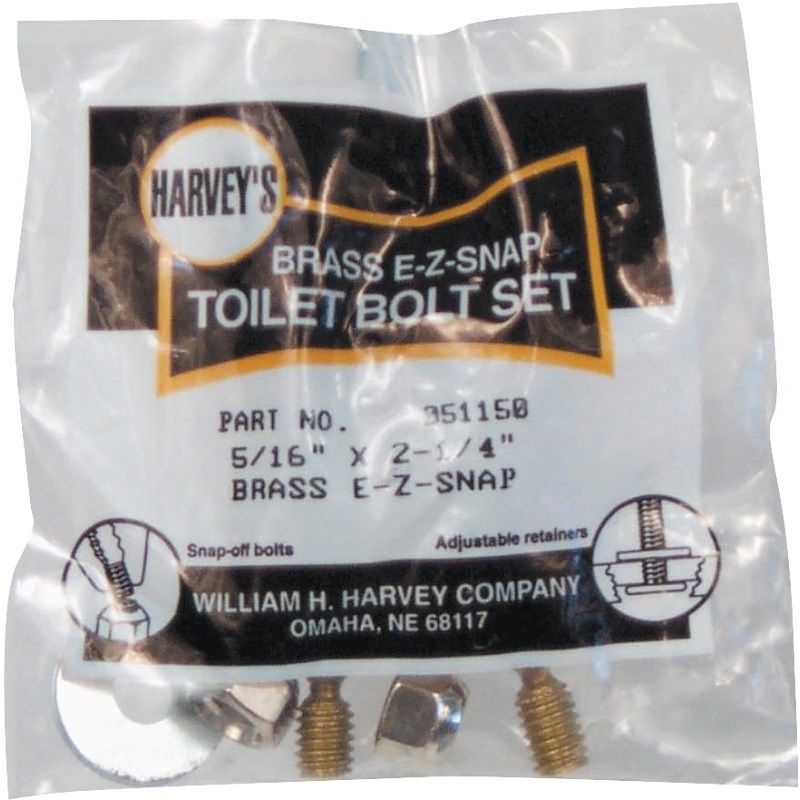 HARVEY'S
BRASS E-Z-SNAP
TOILET BOLT SET
PART NO. 051150
5/16" X 2-1/4"
BRASS E-Z-SNAP
Snap-off bolts
Adjustable retainers
WILLIAM H. HARVEY COMPANY
OMAHA, NE 68117